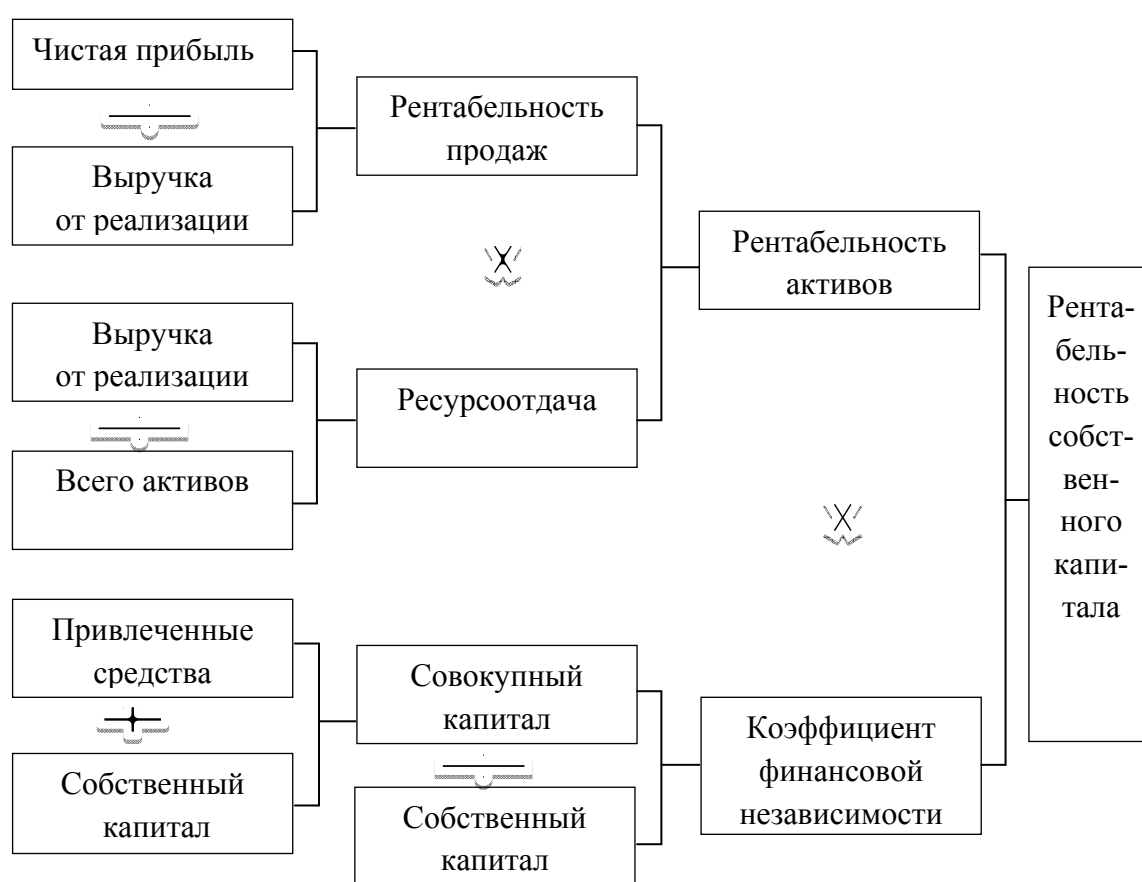 Чистая прибыль
Выручка
от реализации
Рентабельность
продаж
Выручка
от реализации
Всего активов
Ресурсоотдача
Рентабельность
активов
Привлеченные
средства
Собственный
капитал
Совокупный
капитал
Собственный
капитал
Коэффициент
финансовой
независимости
Рента-
бель-
ность
собст-
вен-
ного
капи-
тала